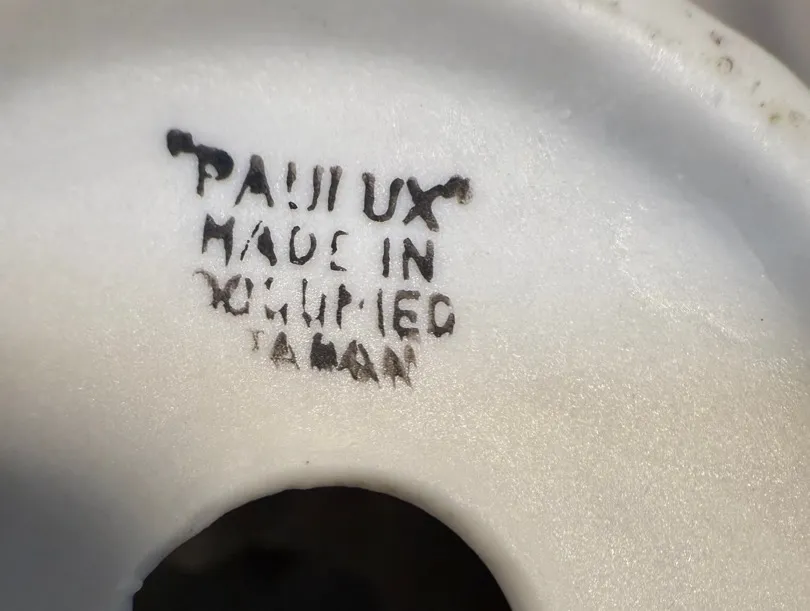 "PAULUX"
MADE IN
OCCUPIED
JAPAN